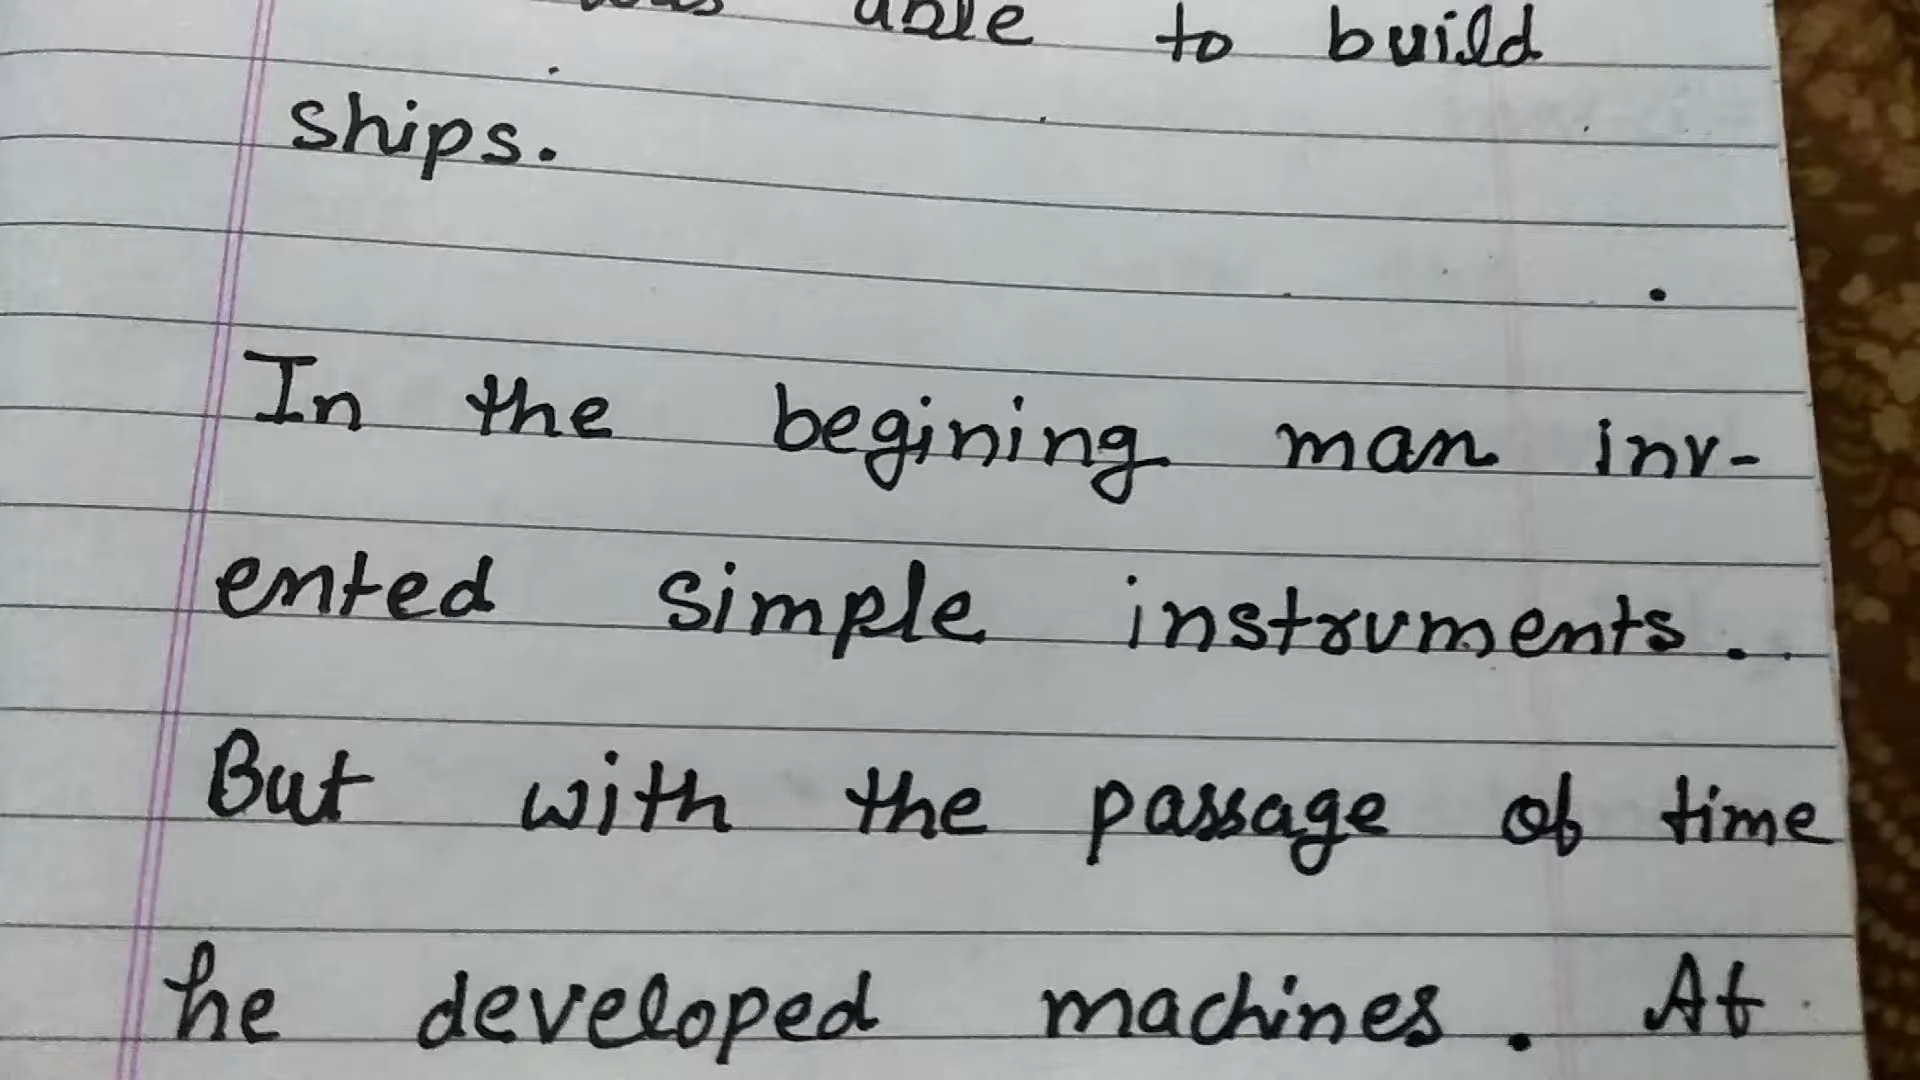 able to build
ships.
In the begining man inv-
ented simple instruments.
But with the passage of time
he developed machines. At